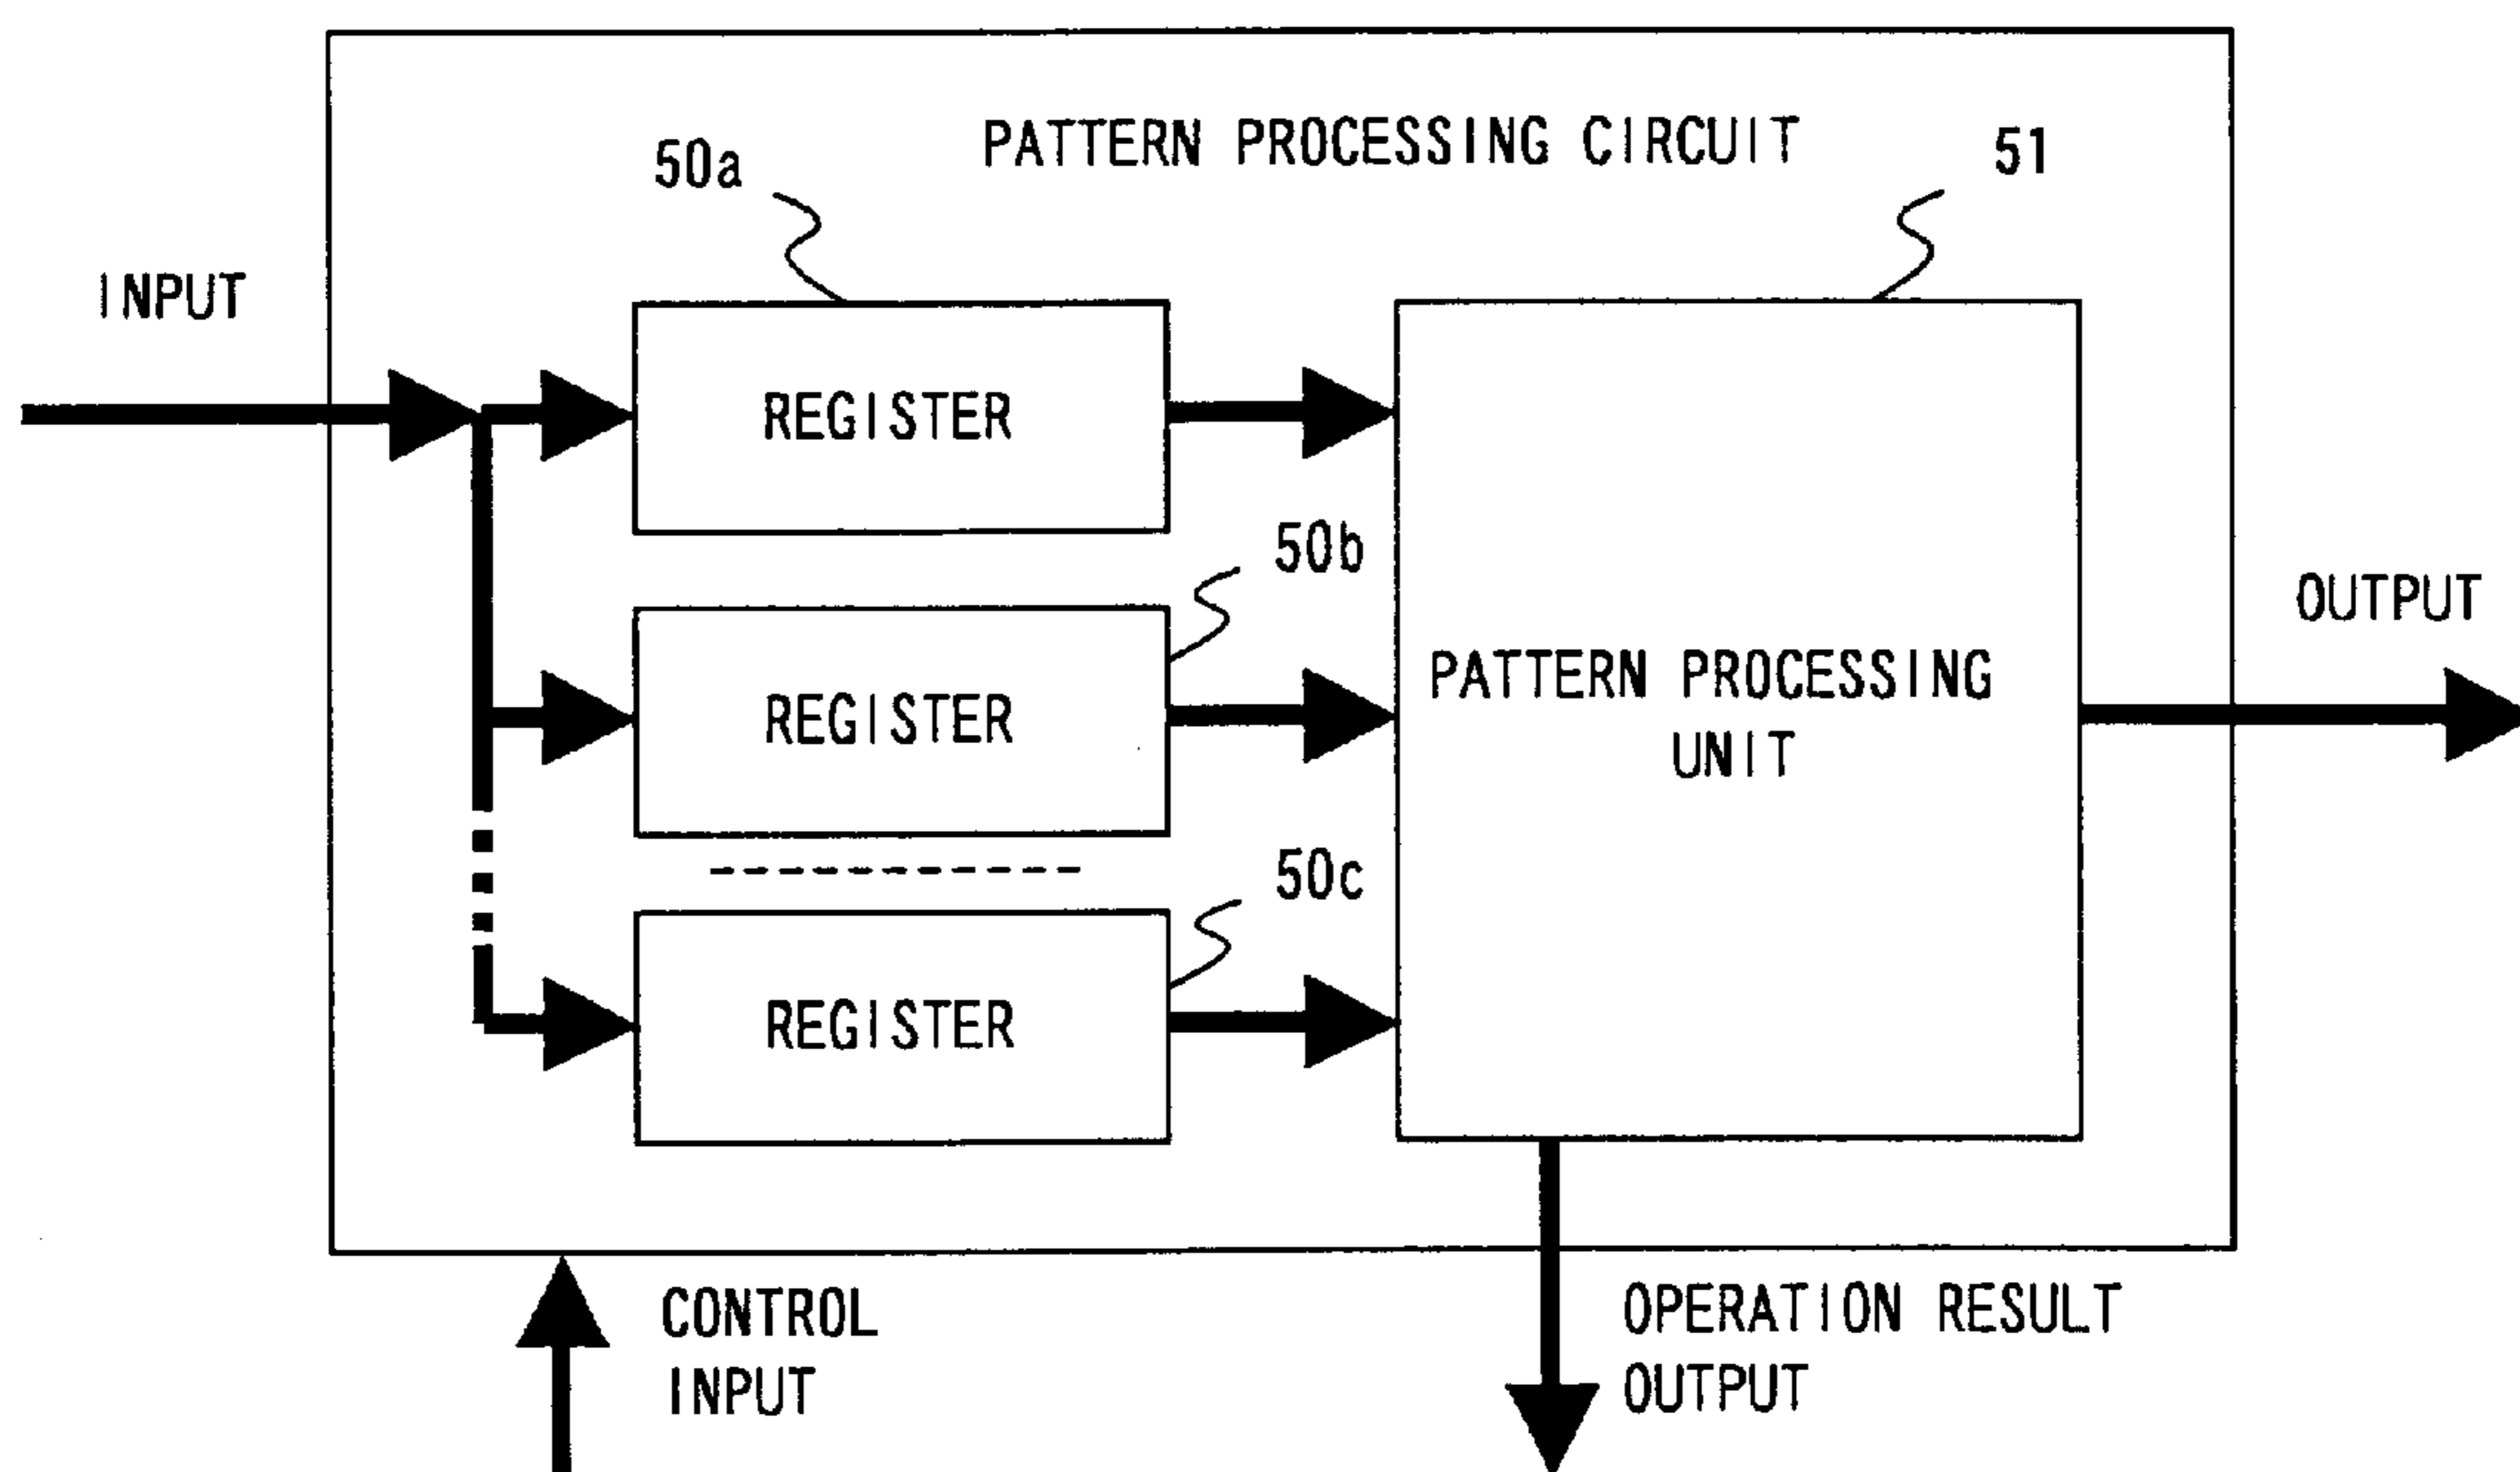 PATTERN PROCESSING CIRCUIT
50a
51
INPUT
REGISTER
50b
REGISTER
OUTPUT
PATTERN PROCESSING
UNIT
50c
REGISTER
CONTROL
INPUT
OPERATION RESULT
OUTPUT